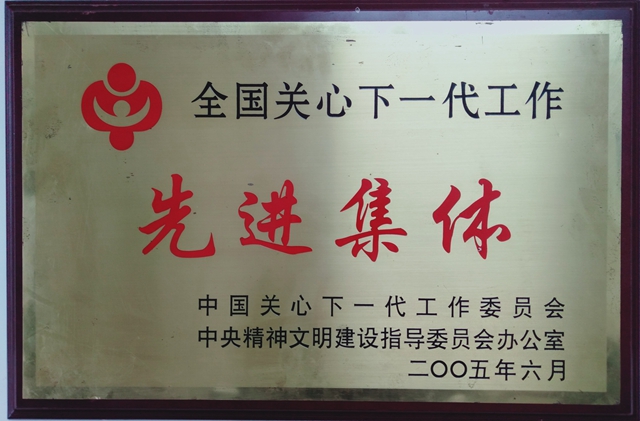 全国关心下一代工作
先进集体
中国关心下一代工作委员会
中央精神文明建设指导委员会办公室
二〇〇五年六月